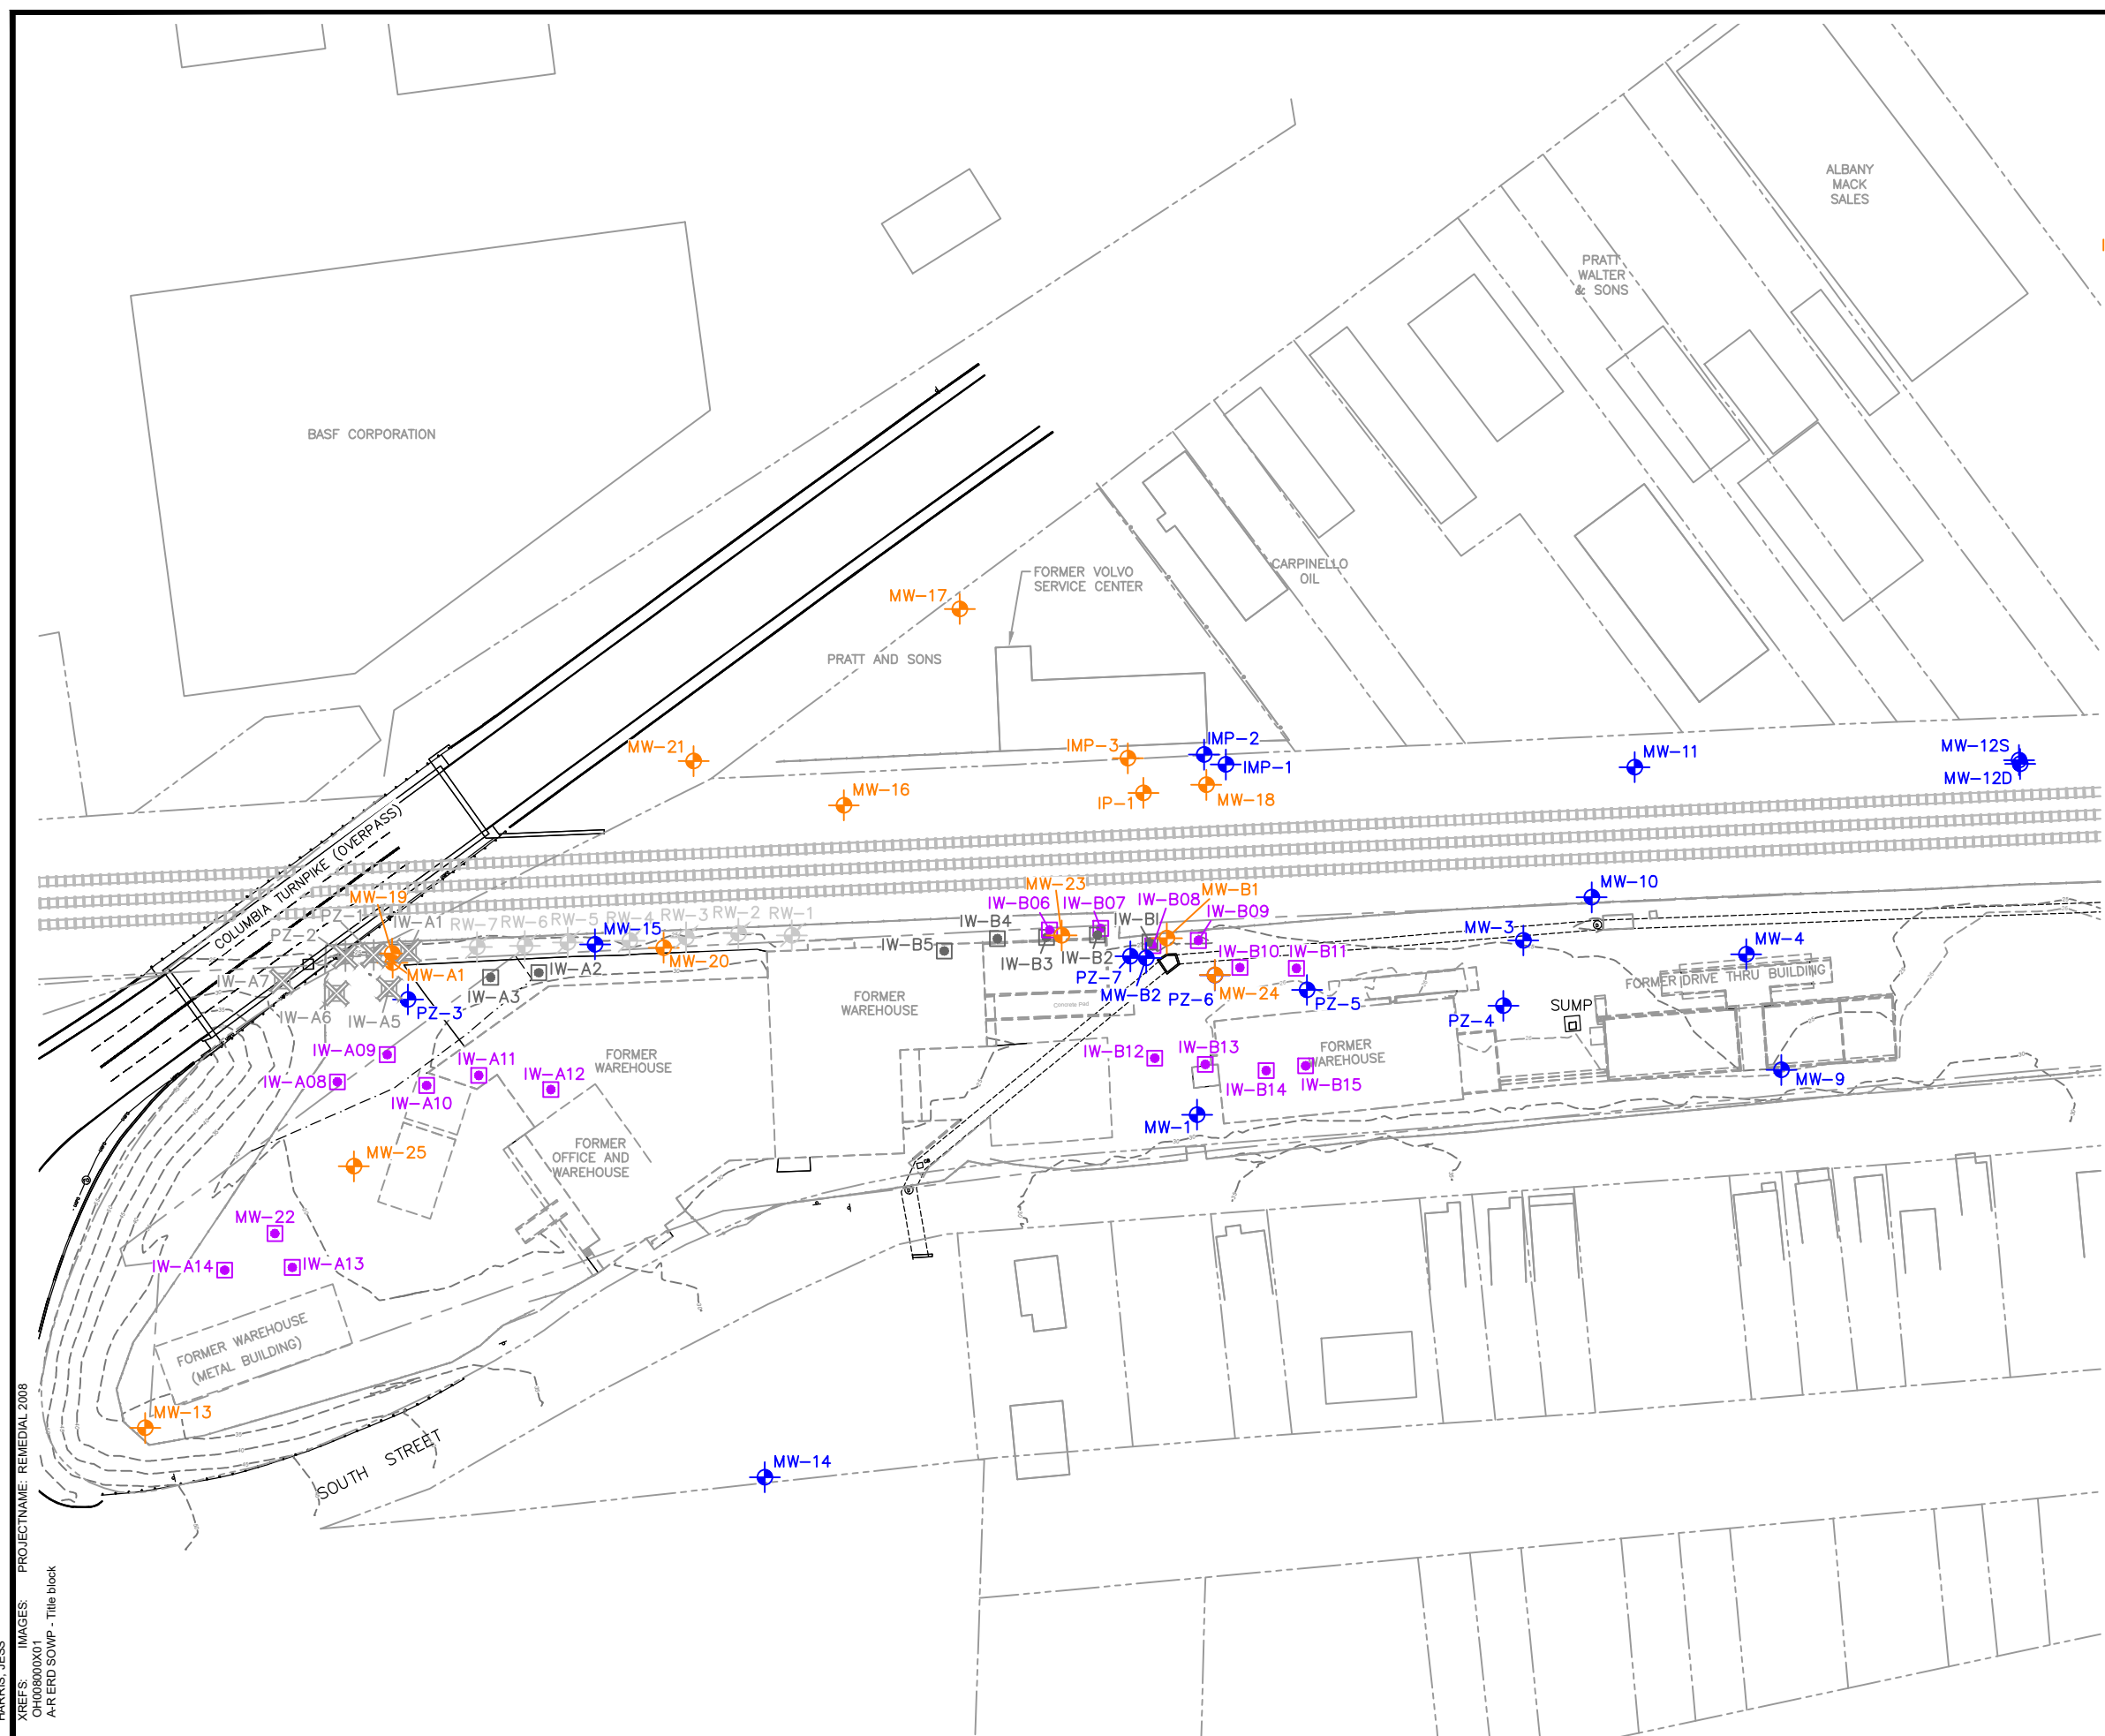 ALBANY
MACK
SALES
PRATT
WALTER
& SONS
BASF CORPORATION
FORMER VOLVO
SERVICE CENTER
CARPINELLO
OIL
MW-17
PRATT AND SONS
MW-21
IMP-3
IMP-2
IMP-1
MW-11
MW-12S
MW-12D
MW-16
IP-1
MW-18
COLUMBIA TURNPIKE (OVERPASS)
MW-19
PZ-1
IW-A1
PZ-2
RW-7
RW-6
RW-5
RW-4
RW-3
RW-2
RW-1
MW-15
MW-20
MW-A1
IW-A7
IW-A6
IW-A5
PZ-3
IW-A3
IW-A2
MW-23
IW-B06
IW-B07
IW-B08
MW-B1
IW-B09
IW-B4
IW-B1
IW-B5
IW-B3
IW-B2
IW-B10
IW-B11
PZ-7
MW-B2
PZ-6
MW-24
PZ-5
MW-10
MW-3
MW-4
FORMER DRIVE THRU BUILDING
SUMP
PZ-4
MW-9
FORMER
WAREHOUSE
Concrete Pad
IW-A09
IW-A08
IW-A11
IW-A10
IW-A12
FORMER
WAREHOUSE
IW-B12
IW-B13
FORMER
WAREHOUSE
IW-B14
IW-B15
MW-1
MW-25
FORMER
OFFICE AND
WAREHOUSE
MW-22
IW-A14
IW-A13
FORMER WAREHOUSE
(METAL BUILDING)
MW-13
SOUTH STREET
MW-14
HARRIS, JESS
XREFS: IMAGES: PROJECTNAME: REMEDIAL 2008
OH008000X01
A-R ERD SOWP - Title block